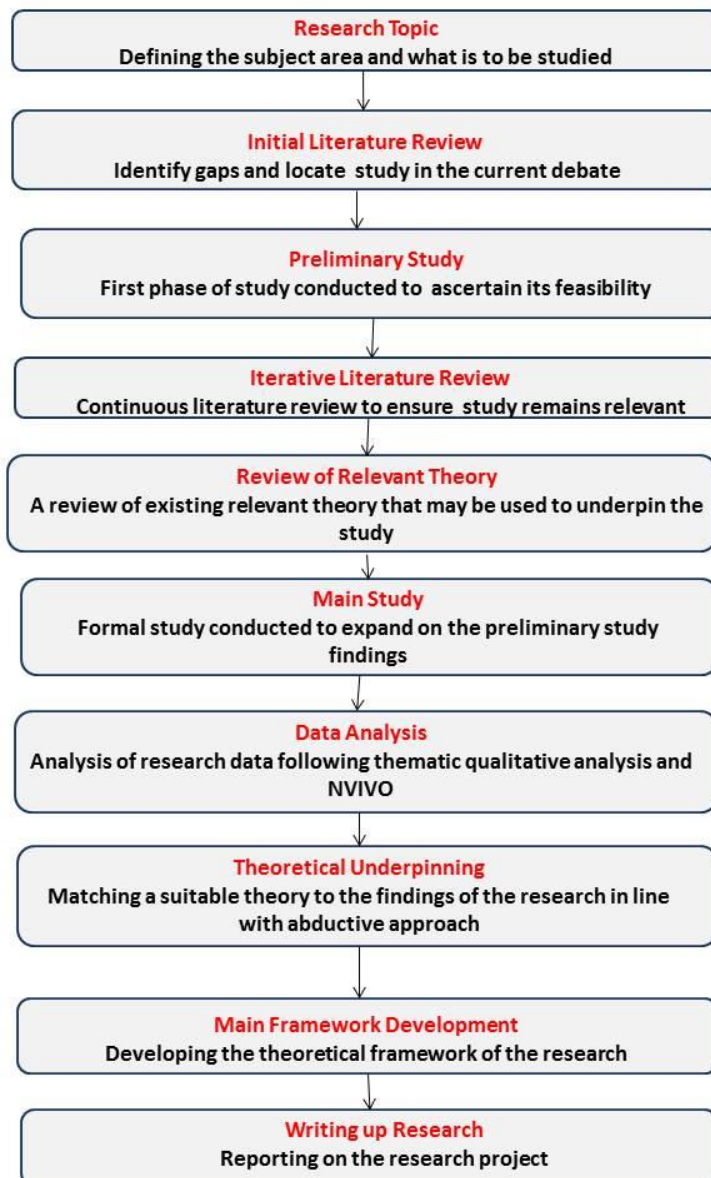 Research Topic
Defining the subject area and what is to be studied
Initial Literature Review
Identify gaps and locate study in the current debate
Preliminary Study
First phase of study conducted to ascertain its feasibility
Iterative Literature Review
Continuous literature review to ensure study remains relevant
Review of Relevant Theory
A review of existing relevant theory that may be used to underpin the
study
Main Study
Formal study conducted to expand on the preliminary study
findings
Data Analysis
Analysis of research data following thematic qualitative analysis and
NVIVO
Theoretical Underpinning
Matching a suitable theory to the findings of the research in line
with abductive approach
Main Framework Development
Developing the theoretical framework of the research
Writing up Research
Reporting on the research project